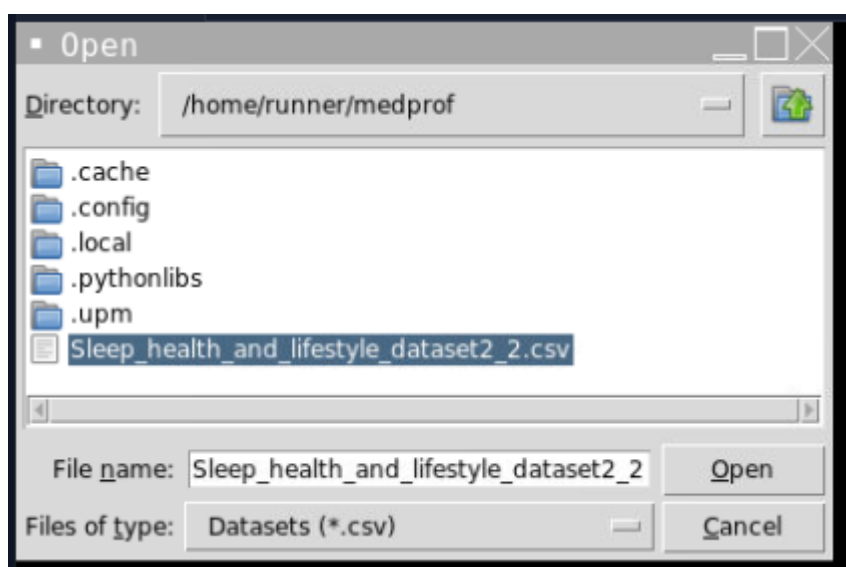 Open
Directory: /home/runner/medprof
.cache
.config
.local
.pythonlibs
.upm
Sleep_health_and_lifestyle_dataset2_2.csv
File name: Sleep_health_and_lifestyle_dataset2_2 Open
Files of type: Datasets (*.csv) Cancel